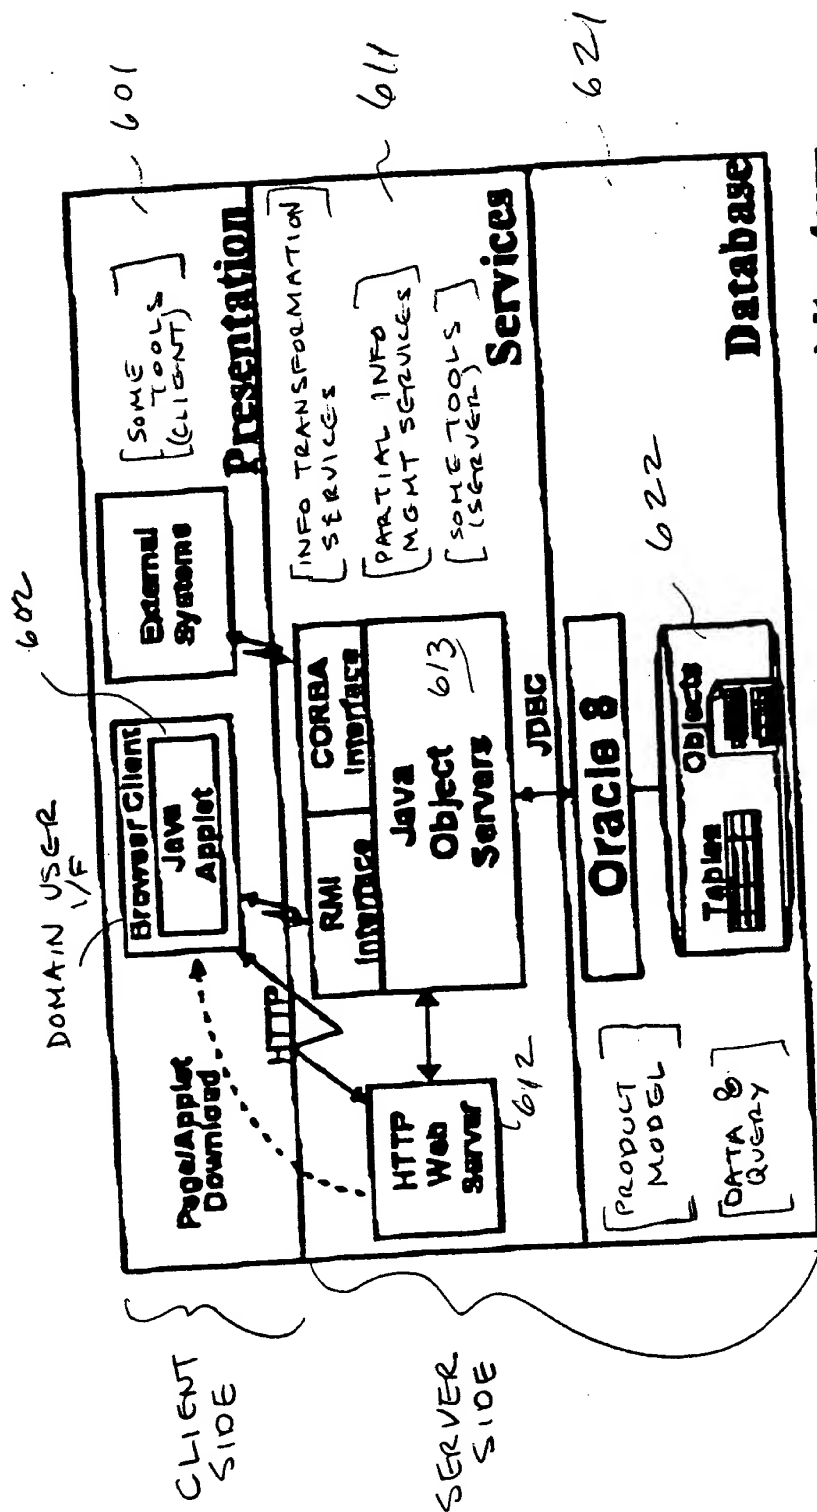 602
DOMAIN USER
I/F
601
Page/Applet
Download
HTTP
Browser Client
Java
Applet
External
Systems
[SOME
TOOLS
(CLIENT)]
Presentation
CLIENT
SIDE
611
HTTP
Web
Server
612
RMI
Interface
CORBA
Interface
Java
Object
Servers
613
[INFO TRANSFORMATION
SERVICES]
[PARTIAL INFO
MGMT SERVICES]
[SOME TOOLS
(SERVER)]
Services
SERVER
SIDE
JDBC
621
[PRODUCT
MODEL]
[DATA &
QUERY]
Oracle 8
Tables
Objects
622
Database